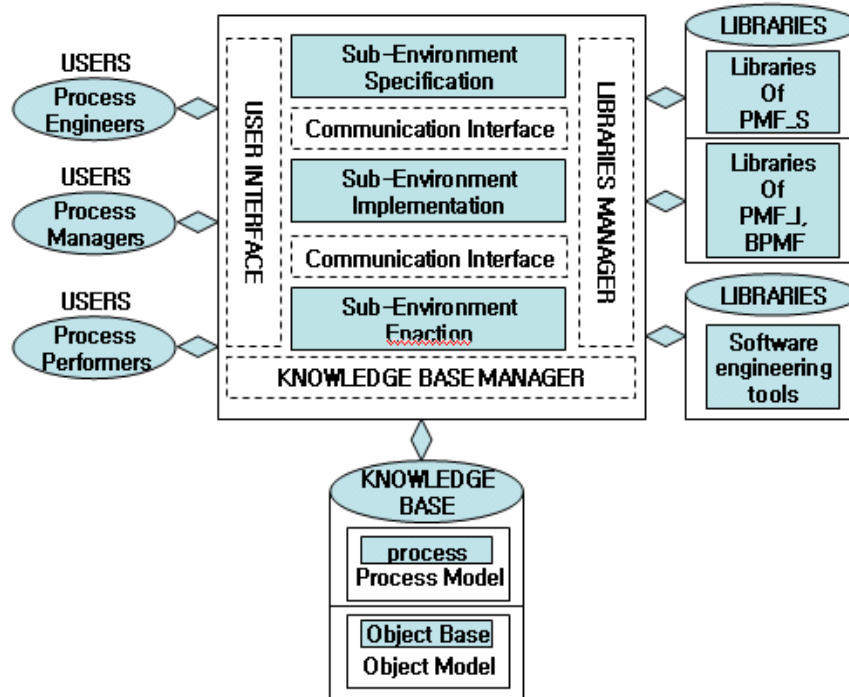 USERS
Process
Engineers
USERS
Process
Managers
USERS
Process
Performers
USER INTERFACE
Sub-Environment
Specification
Communication Interface
Sub-Environment
Implementation
Communication Interface
Sub-Environment
Enaction
LIBRARIES MANAGER
KNOWLEDGE BASE MANAGER
LIBRARIES
Libraries
Of
PMF_S
Libraries
Of
PMF_I,
BPMF
LIBRARIES
Software
engineering
tools
KNOWLEDGE
BASE
process
Process Model
Object Base
Object Model